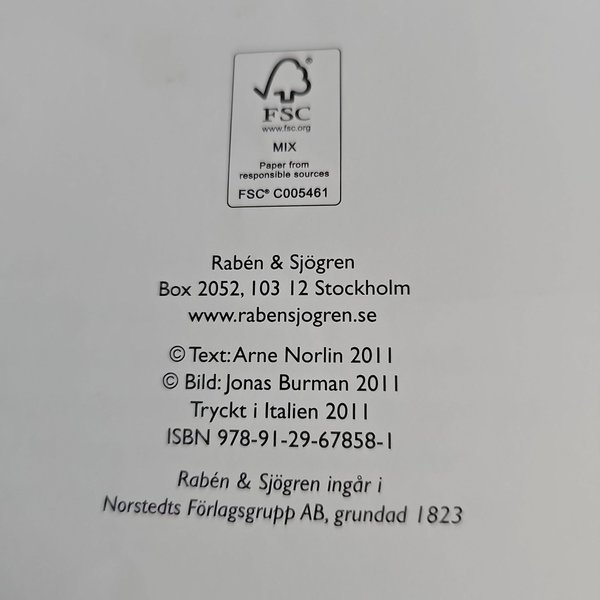 FSC
www.fsc.org
MIX
Paper from
responsible sources
FSC® C005461
Rabén & Sjögren
Box 2052, 103 12 Stockholm
www.rabensjogren.se
© Text: Arne Norlin 2011
© Bild: Jonas Burman 2011
Tryckt i Italien 2011
ISBN 978-91-29-67858-1
Rabén & Sjögren ingår i
Norstedts Förlagsgrupp AB, grundad 1823